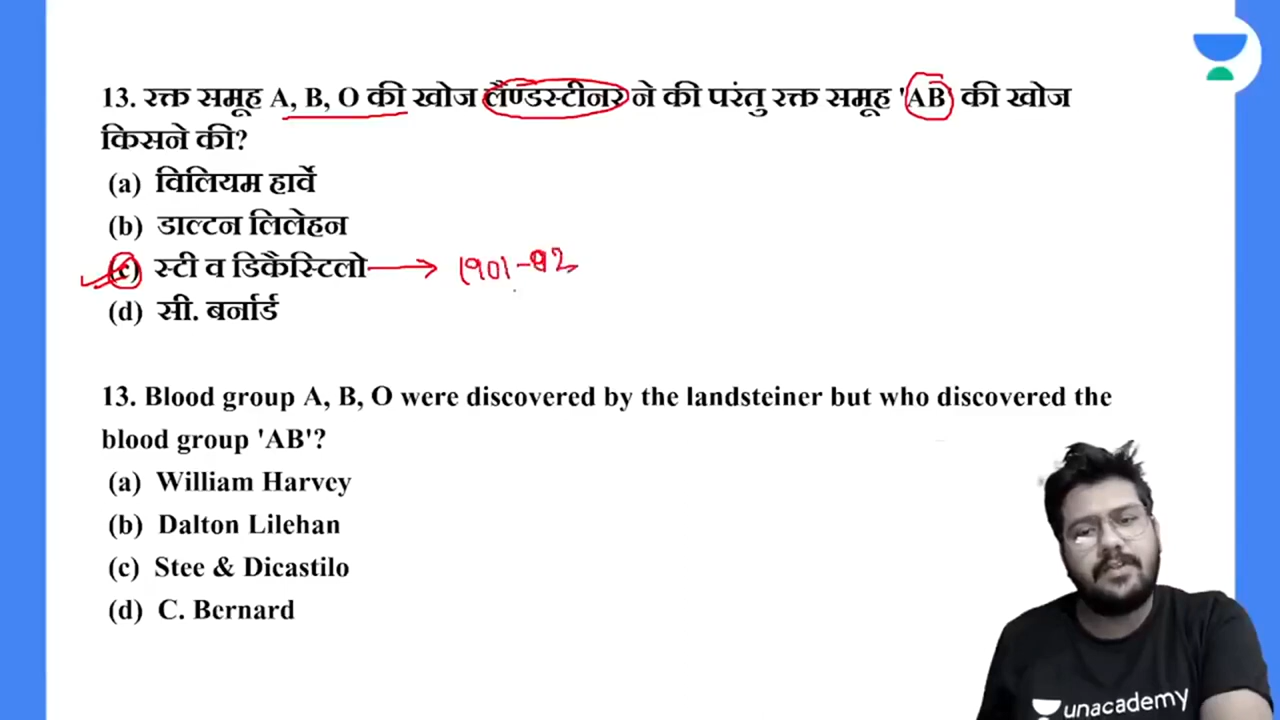 13. रक्त समूह A, B, O की खोज लैण्डस्टीनर ने की परंतु रक्त समूह 'AB' की खोज
किसने की?
(a) विलियम हार्वे
(b) डाल्टन लिलेहन
(c) स्टी व डिकैस्टिलो → 1901-02
(d) सी. बर्नार्ड
13. Blood group A, B, O were discovered by the landsteiner but who discovered the
blood group 'AB'?
(a) William Harvey
(b) Dalton Lilehan
(c) Stee & Dicastilo
(d) C. Bernard
unacademy